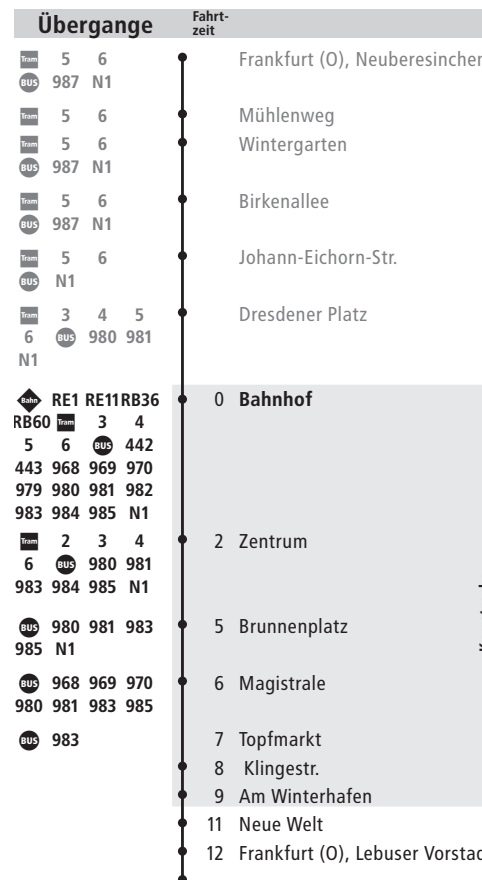 Übergange Fahrt-
zeit
Tram 5 6 Frankfurt (O), Neuberesincher
BUS 987 N1
Tram 5 6 Mühlenweg
Tram 5 6 Wintergarten
BUS 987 N1
Tram 5 6 Birkenallee
BUS 987 N1
Tram 5 6 Johann-Eichorn-Str.
BUS N1
Tram 3 4 5 Dresdener Platz
6 BUS 980 981
N1
Bahn RE1 RE11 RB36 0 Bahnhof
RB60 Tram 3 4
5 6 BUS 442
443 968 969 970
979 980 981 982
983 984 985 N1
Tram 2 3 4 2 Zentrum
6 BUS 980 981
983 984 985 N1
BUS 980 981 983 5 Brunnenplatz
985 N1
BUS 968 969 970 6 Magistrale
980 981 983 985
BUS 983 7 Topfmarkt
8 Klingestr.
9 Am Winterhafen
11 Neue Welt
12 Frankfurt (O), Lebuser Vorstad